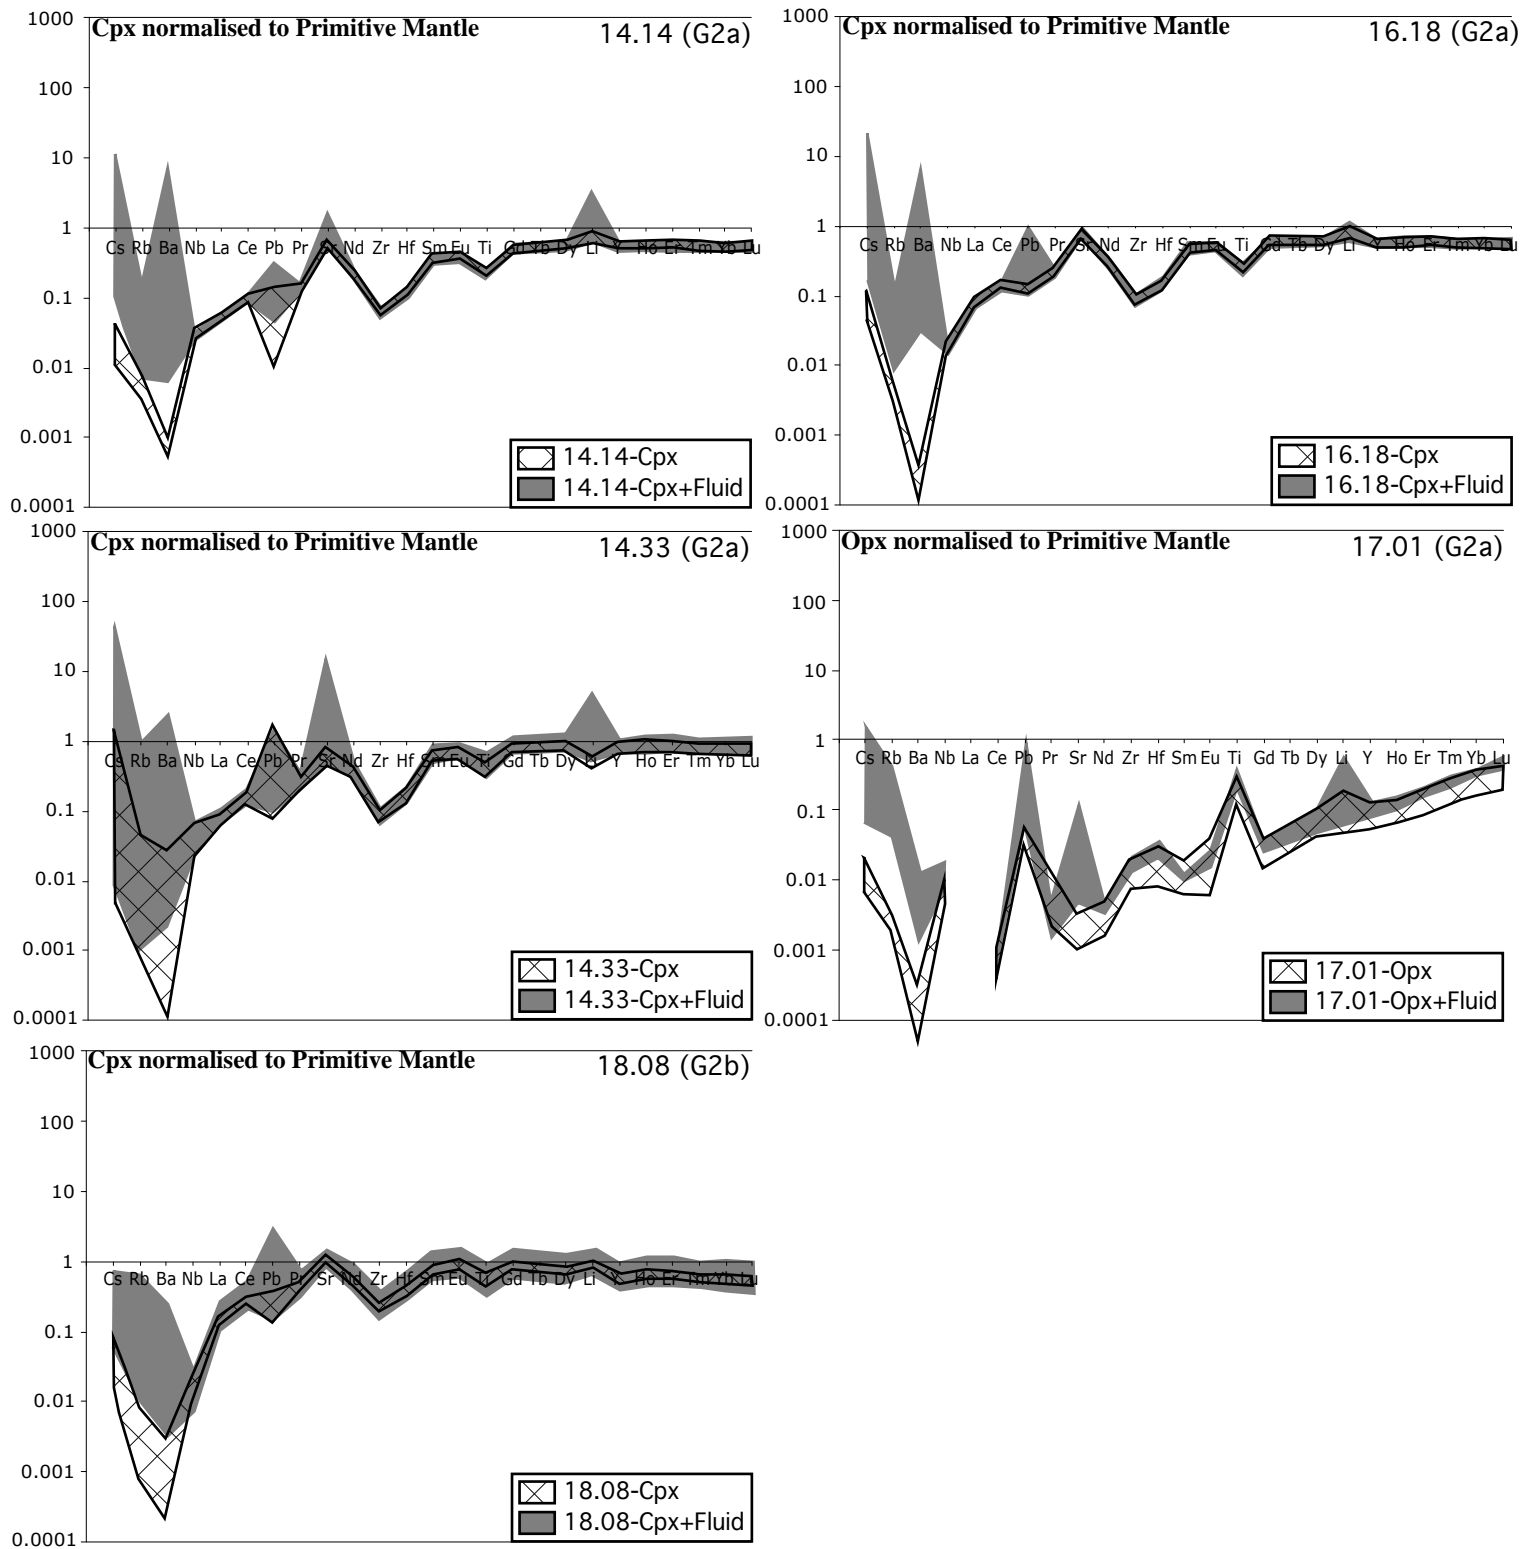 Cpx normalised to Primitive Mantle 14.14 (G2a)
1000
100
10
1
0.1
0.01
0.001
0.0001
Cs Rb Ba Nb La Ce Pb Pr Sr Nd Zr Hf Sm Eu Ti Gd Tb Dy Li Y Ho Er Tm Yb Lu
14.14-Cpx
14.14-Cpx+Fluid
Cpx normalised to Primitive Mantle 16.18 (G2a)
1000
100
10
1
0.1
0.01
0.001
0.0001
Cs Rb Ba Nb La Ce Pb Pr Sr Nd Zr Hf Sm Eu Ti Gd Tb Dy Li Y Ho Er Tm Yb Lu
16.18-Cpx
16.18-Cpx+Fluid
Cpx normalised to Primitive Mantle 14.33 (G2a)
1000
100
10
1
0.1
0.01
0.001
0.0001
Cs Rb Ba Nb La Ce Pb Pr Sr Nd Zr Hf Sm Eu Ti Gd Tb Dy Li Y Ho Er Tm Yb Lu
14.33-Cpx
14.33-Cpx+Fluid
Opx normalised to Primitive Mantle 17.01 (G2a)
1000
100
10
1
0.1
0.01
0.001
0.0001
Cs Rb Ba Nb La Ce Pb Pr Sr Nd Zr Hf Sm Eu Ti Gd Tb Dy Li Y Ho Er Tm Yb Lu
17.01-Opx
17.01-Opx+Fluid
Cpx normalised to Primitive Mantle 18.08 (G2b)
1000
100
10
1
0.1
0.01
0.001
0.0001
Cs Rb Ba Nb La Ce Pb Pr Sr Nd Zr Hf Sm Eu Ti Gd Tb Dy Li Y Ho Er Tm Yb Lu
18.08-Cpx
18.08-Cpx+Fluid